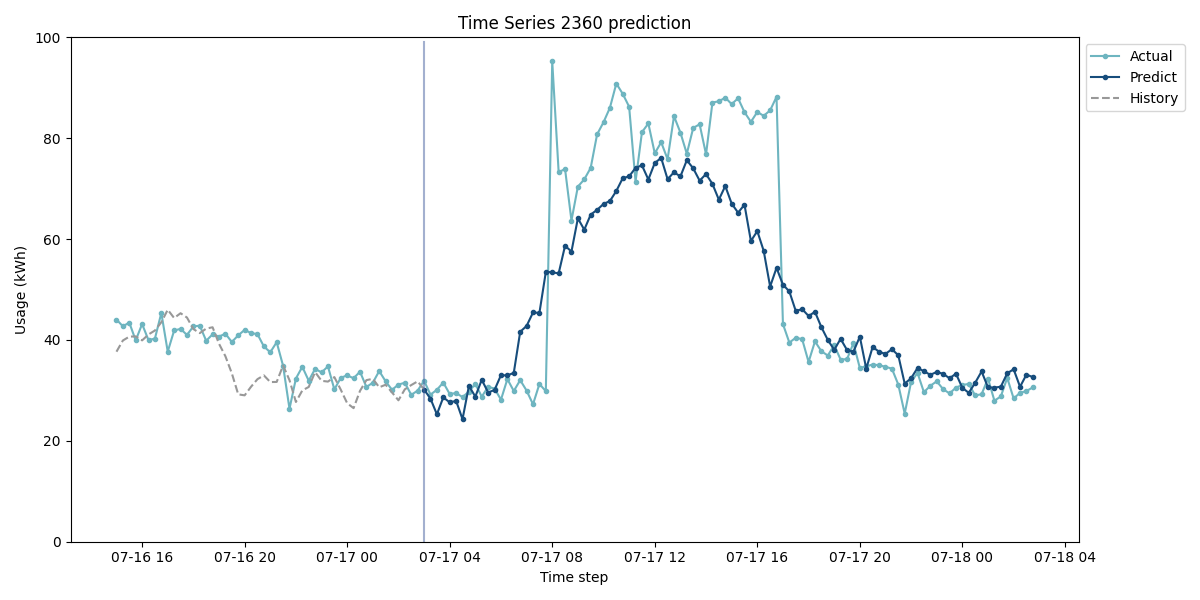 Time Series 2360 prediction
100
80
60
40
20
0
Usage (kWh)
07-16 16
07-16 20
07-17 00
07-17 04
07-17 08
07-17 12
07-17 16
07-17 20
07-18 00
07-18 04
Time step
Actual
Predict
History